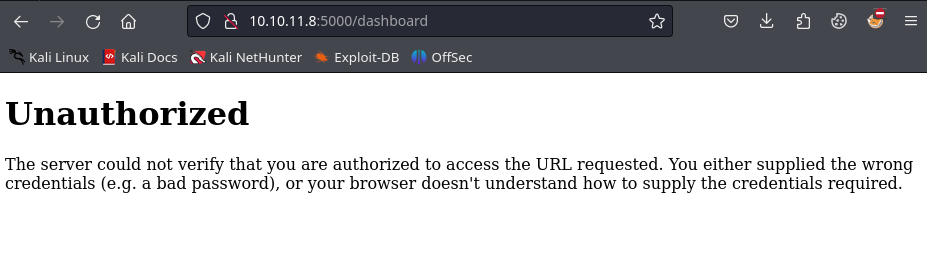 10.10.11.8:5000/dashboard
Kali Linux Kali Docs Kali NetHunter Exploit-DB OffSec
Unauthorized
The server could not verify that you are authorized to access the URL requested. You either supplied the wrong
credentials (e.g. a bad password), or your browser doesn't understand how to supply the credentials required.